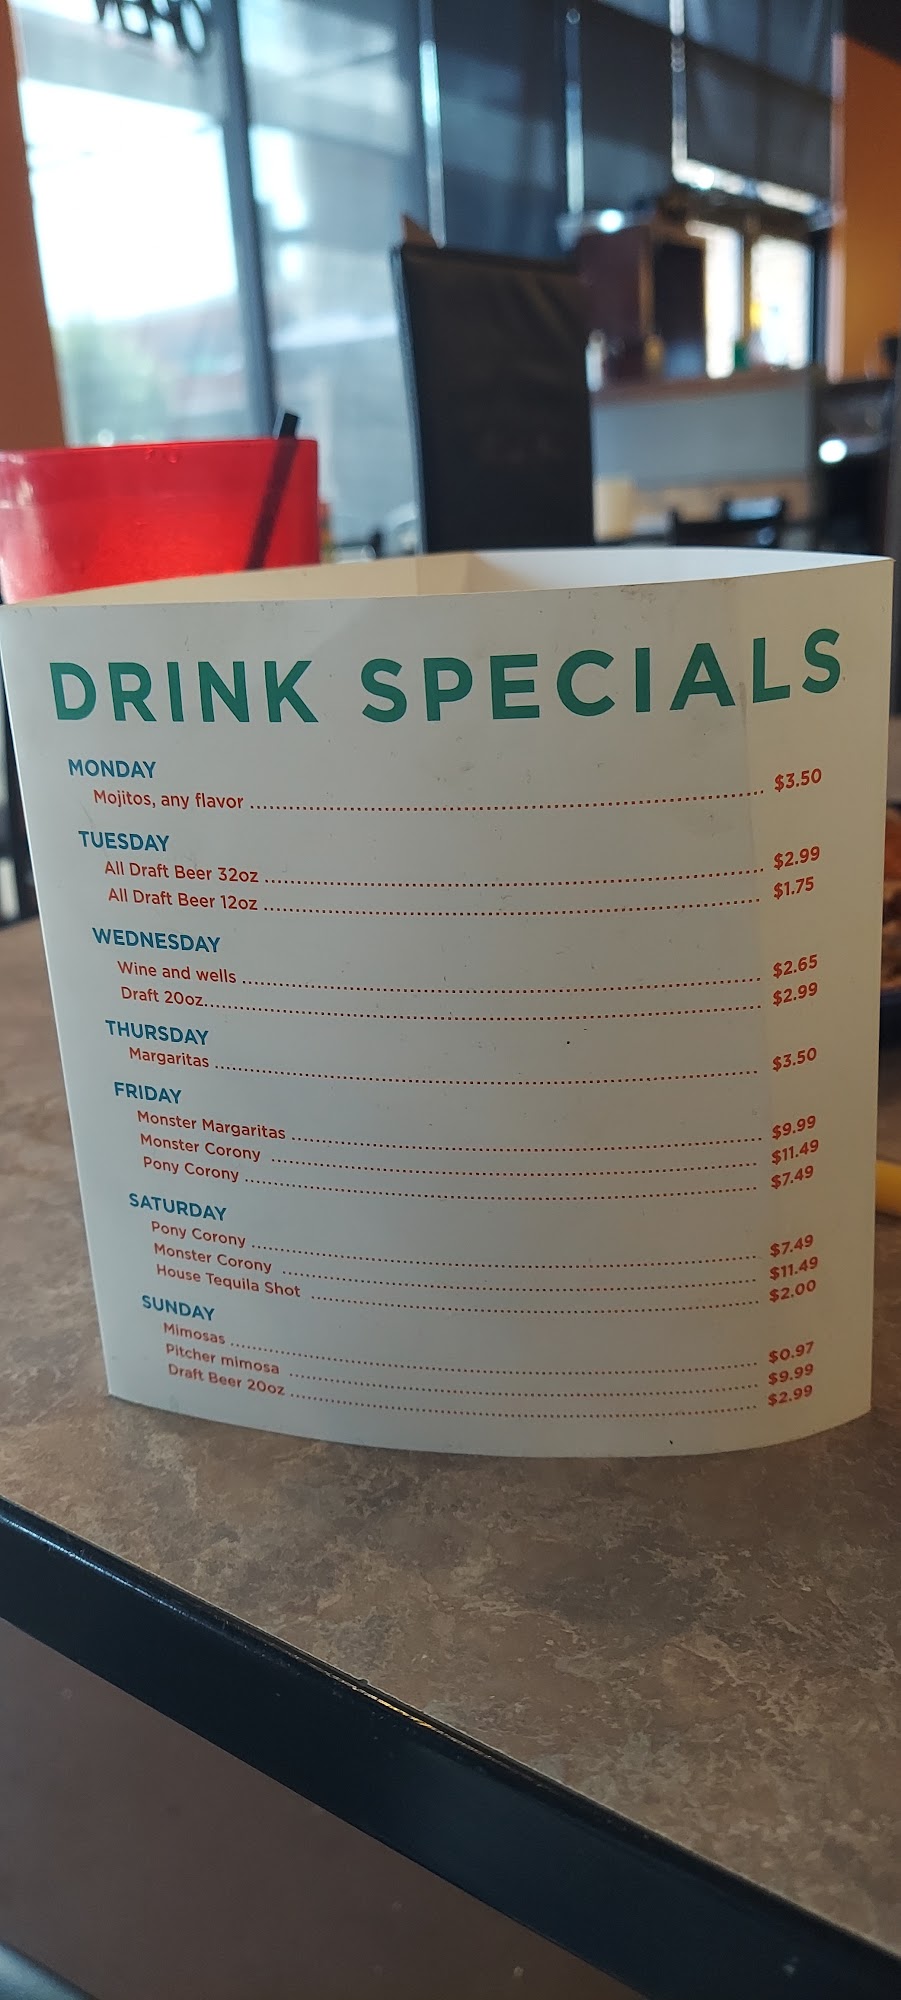 DRINK SPECIALS
MONDAY
Mojitos, any flavor ........ $3.50
TUESDAY
All Draft Beer 32oz ........ $2.99
All Draft Beer 12oz ........ $1.75
WEDNESDAY
Wine and wells ........ $2.65
Draft 20oz ........ $2.99
THURSDAY
Margaritas ........ $3.50
FRIDAY
Monster Margaritas ........ $9.99
Monster Corony ........ $11.49
Pony Corony ........ $7.49
SATURDAY
Pony Corony ........ $7.49
Monster Corony ........ $11.49
House Tequila Shot ........ $2.00
SUNDAY
Mimosas ........ $0.97
Pitcher mimosa ........ $9.99
Draft Beer 20oz ........ $2.99